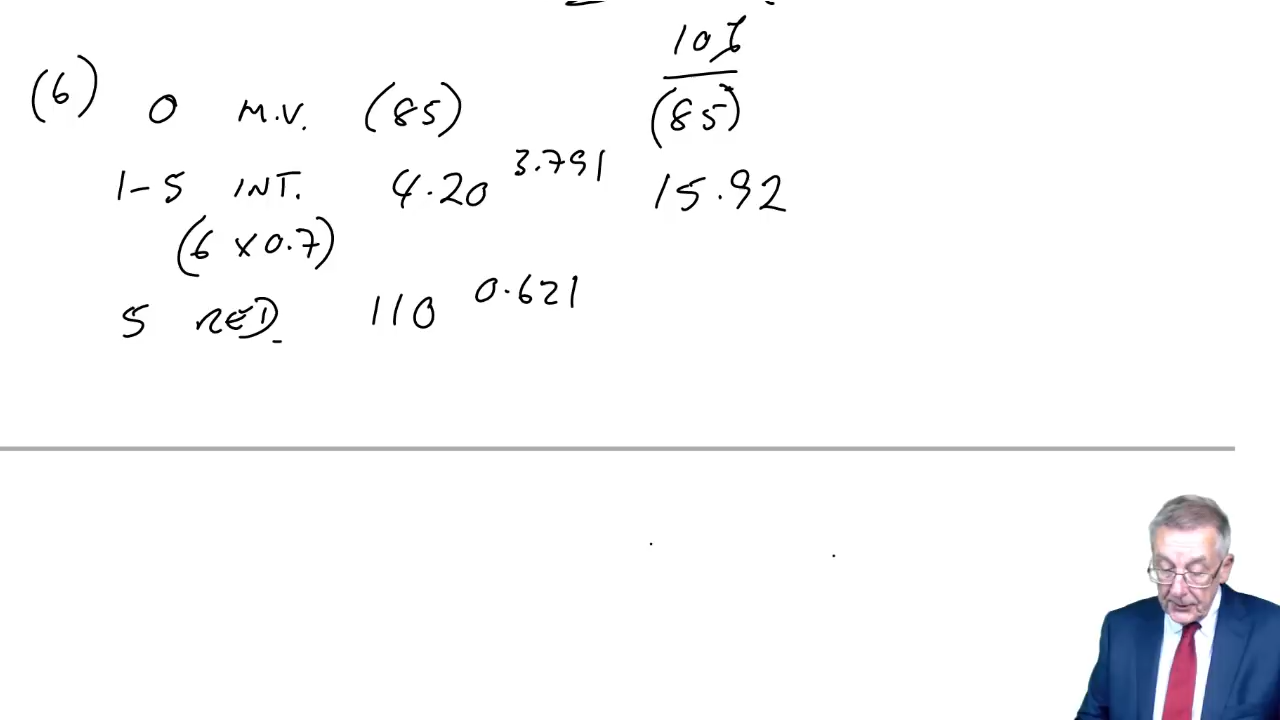 10%
(6) 0 M.V. (85) (85)
1-5 INT. 4.20 3.791 15.92
(6 x 0.7)
5 RED. 110 0.621